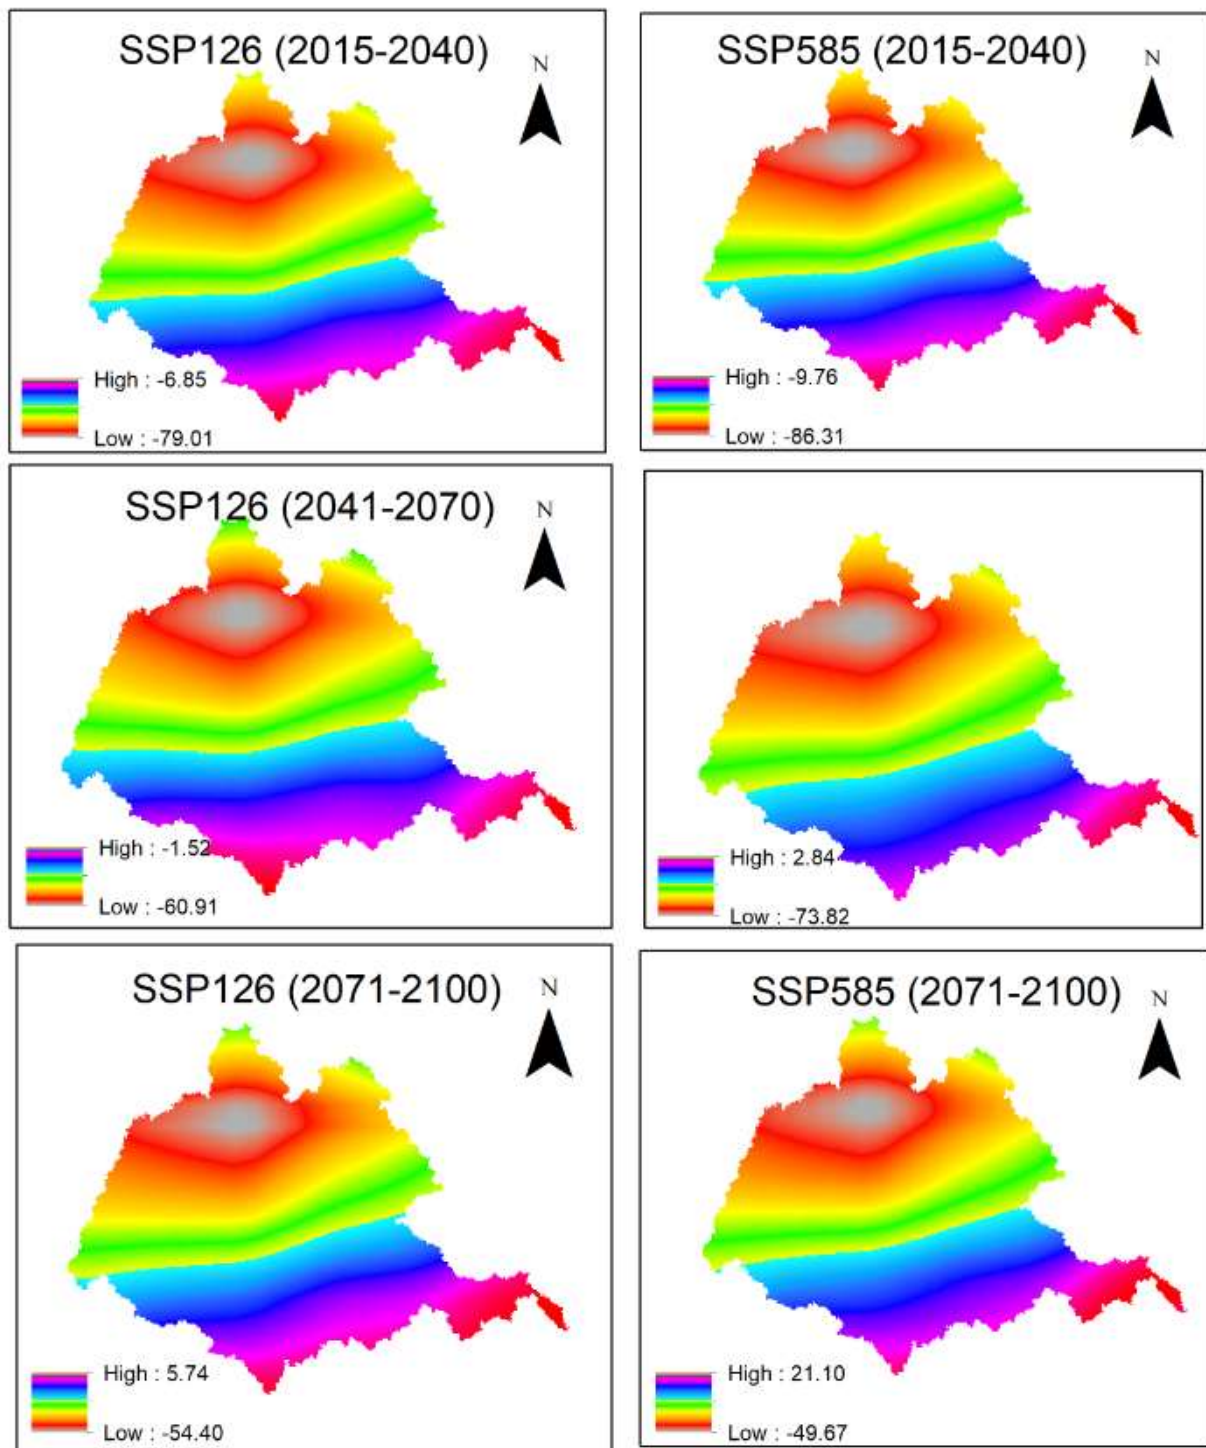 SSP126 (2015-2040)
N
High : -6.85
Low : -79.01
SSP585 (2015-2040)
N
High : -9.76
Low : -86.31
SSP126 (2041-2070)
N
High : -1.52
Low : -60.91
High : 2.84
Low : -73.82
SSP126 (2071-2100)
N
High : 5.74
Low : -54.40
SSP585 (2071-2100)
N
High : 21.10
Low : -49.67